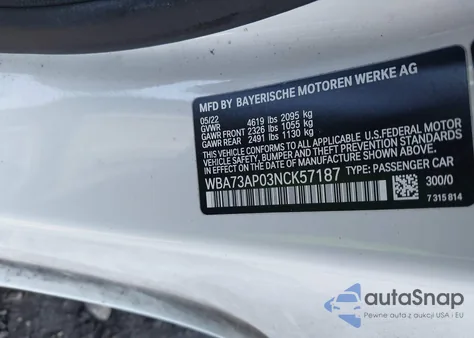 MFD BY BAYERISCHE MOTOREN WERKE AG
05/22
GVWR 4619 lbs 2095 kg
GAWR FRONT 2326 lbs 1055 kg
GAWR REAR 2491 lbs 1130 kg
THIS VEHICLE CONFORMS TO ALL APPLICABLE U.S.FEDERAL MOTOR
VEHICLE SAFETY, BUMPER, AND THEFT PREVENTION STANDARDS
IN EFFECT ON THE DATE OF MANUFACTURE SHOWN ABOVE.
WBA73AP03NCK57187 TYPE: PASSENGER CAR
300/0
7 315 814
autoSnap
Pewne auta z aukcji USA i EU